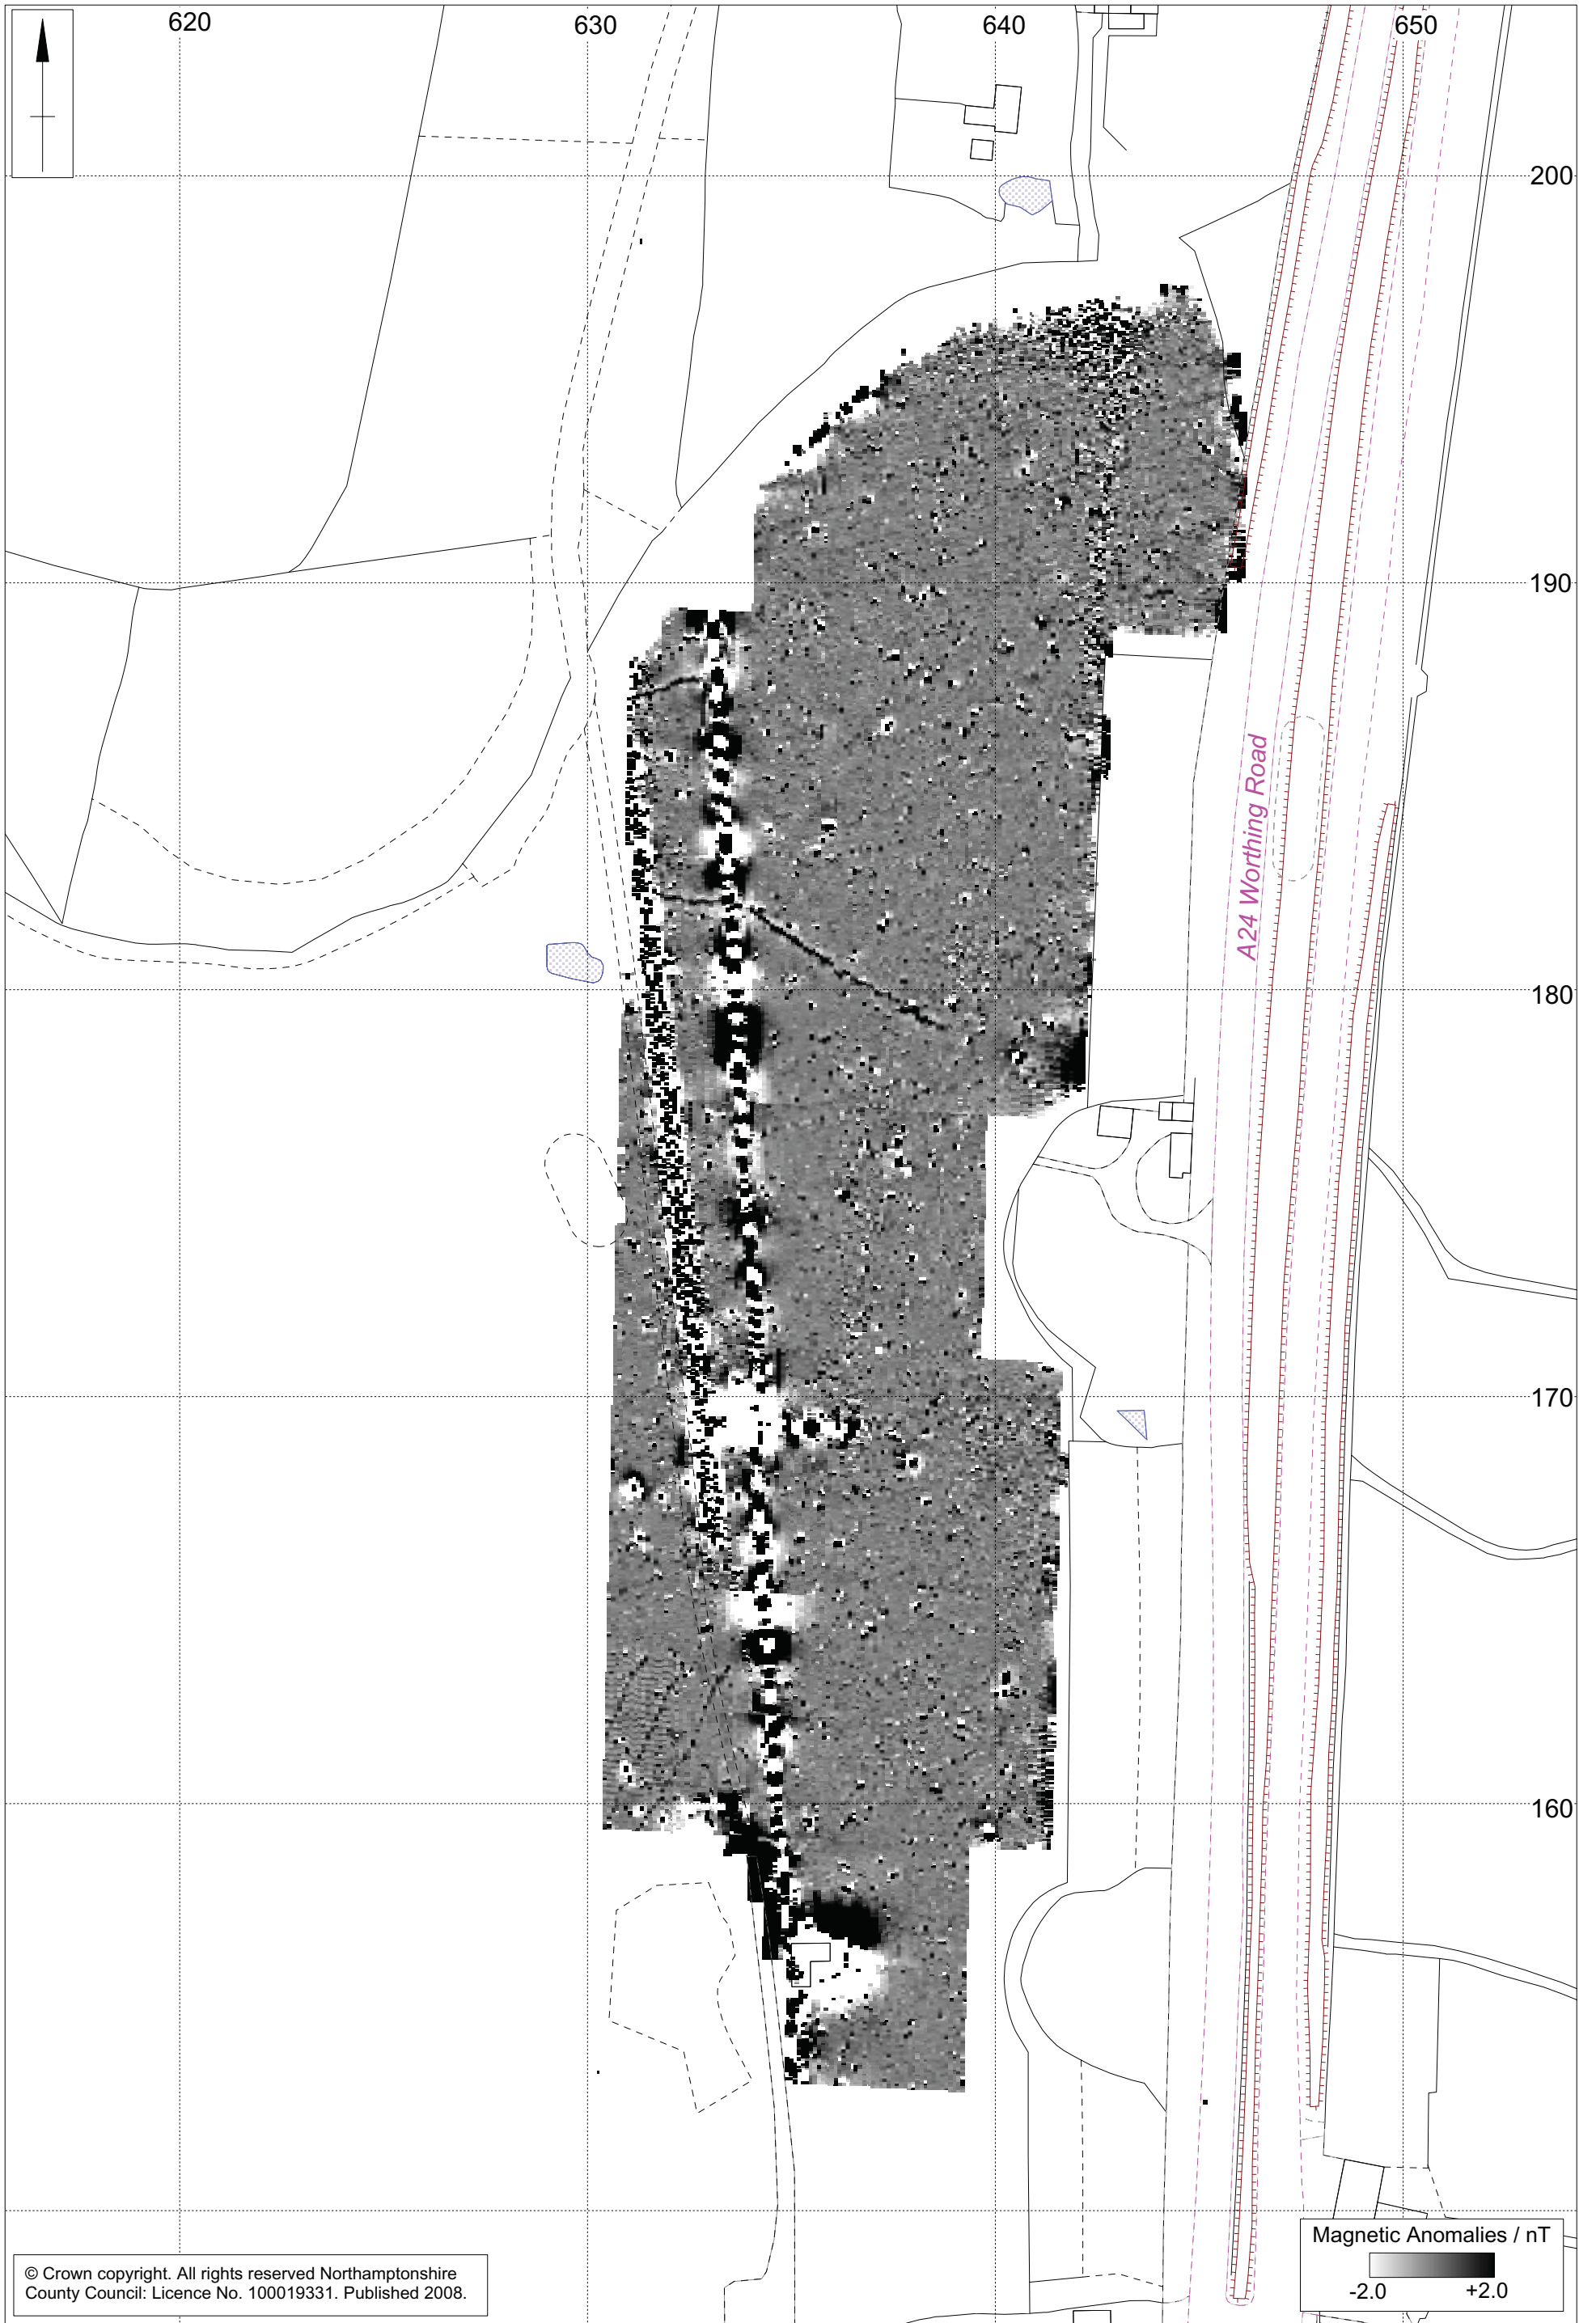 620
630
640
650
200
190
A24 Worthing Road
180
170
160
© Crown copyright. All rights reserved Northamptonshire
County Council: Licence No. 100019331. Published 2008.
Magnetic Anomalies / nT
-2.0
+2.0